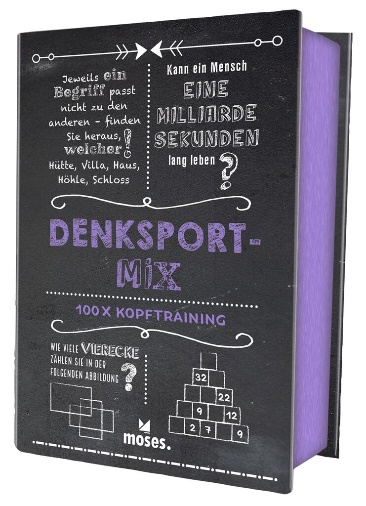 Jeweils ein
Begriff passt
nicht zu den
anderen – finden
Sie heraus,
welcher!
Hütte, Villa, Haus,
Höhle, Schloss
Kann ein Mensch
EINE
MILLIARDE
SEKUNDEN
lang leben
?
DENKSPORT-
MiX
100 X KOPFTRAINING
WIE VIELE VIERECKE
ZÄHLEN SIE IN DER
FOLGENDEN ABBILDUNG ?
32
22
9 12
2 7 9
moses.